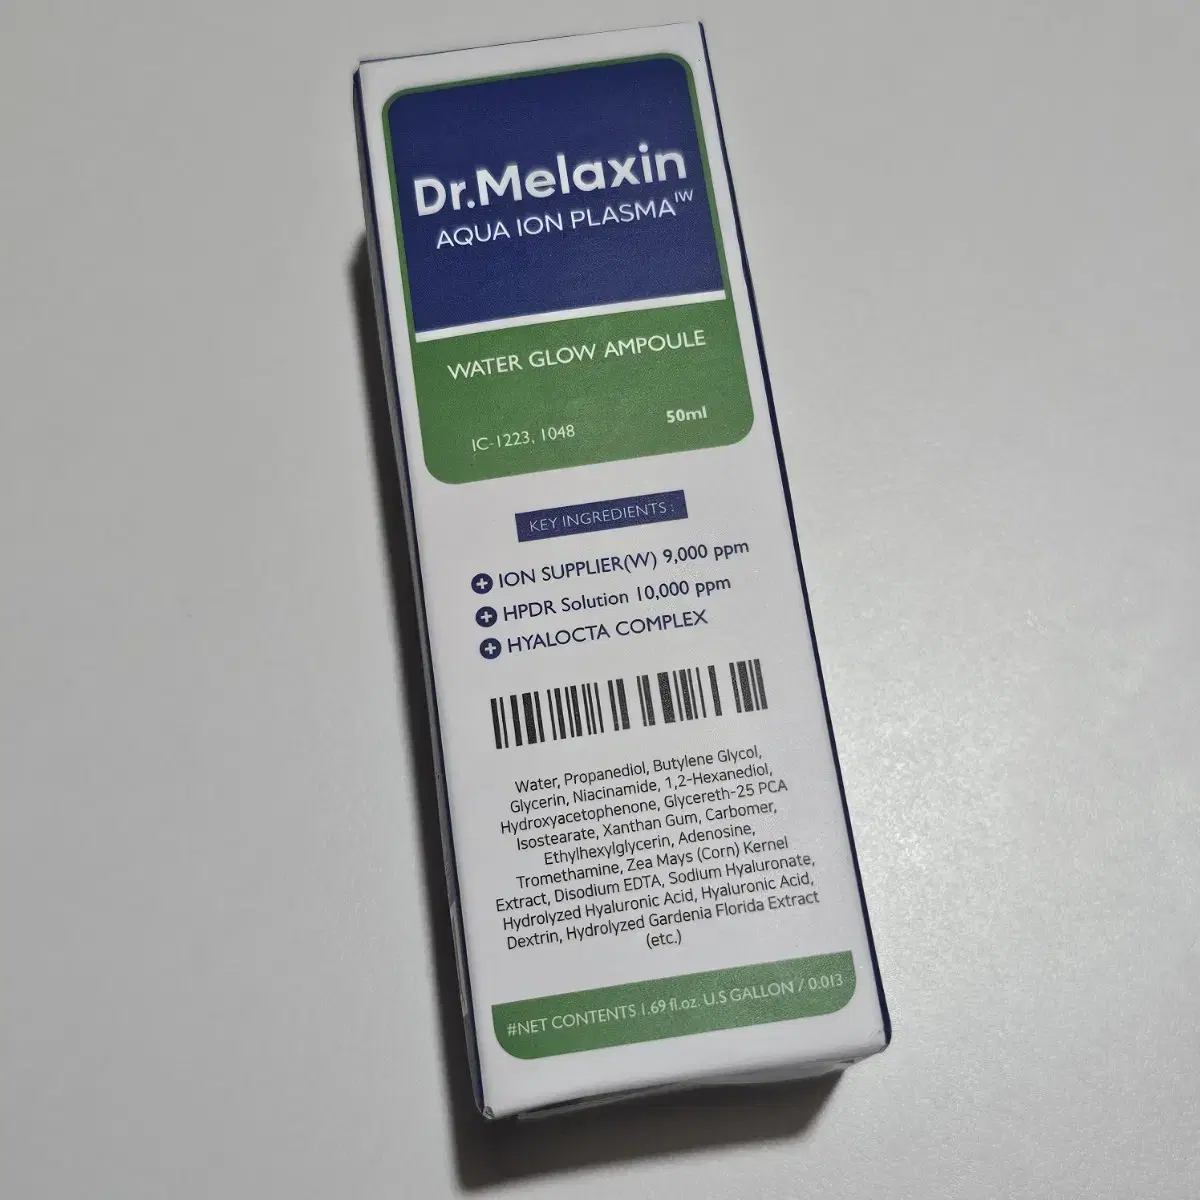 Dr.Melaxin
AQUA ION PLASMA IW
WATER GLOW AMPOULE
IC-1223, 1048
50ml
KEY INGREDIENTS :
ION SUPPLIER(W) 9,000 ppm
HPDR Solution 10,000 ppm
HYALOCTA COMPLEX
Water, Propanediol, Butylene Glycol,
Glycerin, Niacinamide, 1,2-Hexanediol,
Hydroxyacetophenone, Glycereth-25 PCA
Isostearate, Xanthan Gum, Carbomer,
Ethylhexylglycerin, Adenosine,
Tromethamine, Zea Mays (Corn) Kernel
Extract, Disodium EDTA, Sodium Hyaluronate,
Hydrolyzed Hyaluronic Acid, Hyaluronic Acid,
Dextrin, Hydrolyzed Gardenia Florida Extract
(etc.)
#NET CONTENTS 1.69 fl.oz. U.S GALLON / 0.013